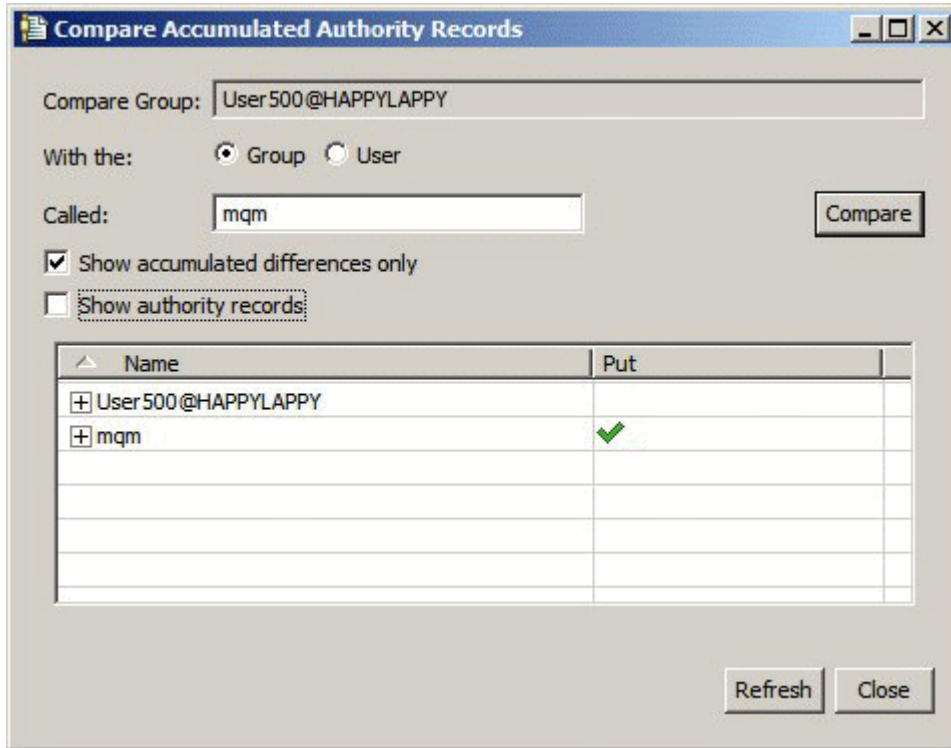 Compare Accumulated Authority Records
Compare Group: User500@HAPPYLAPPY
With the: Group User
Called: mqm Compare
Show accumulated differences only
Show authority records
Name Put
User500@HAPPYLAPPY
mqm
Refresh Close